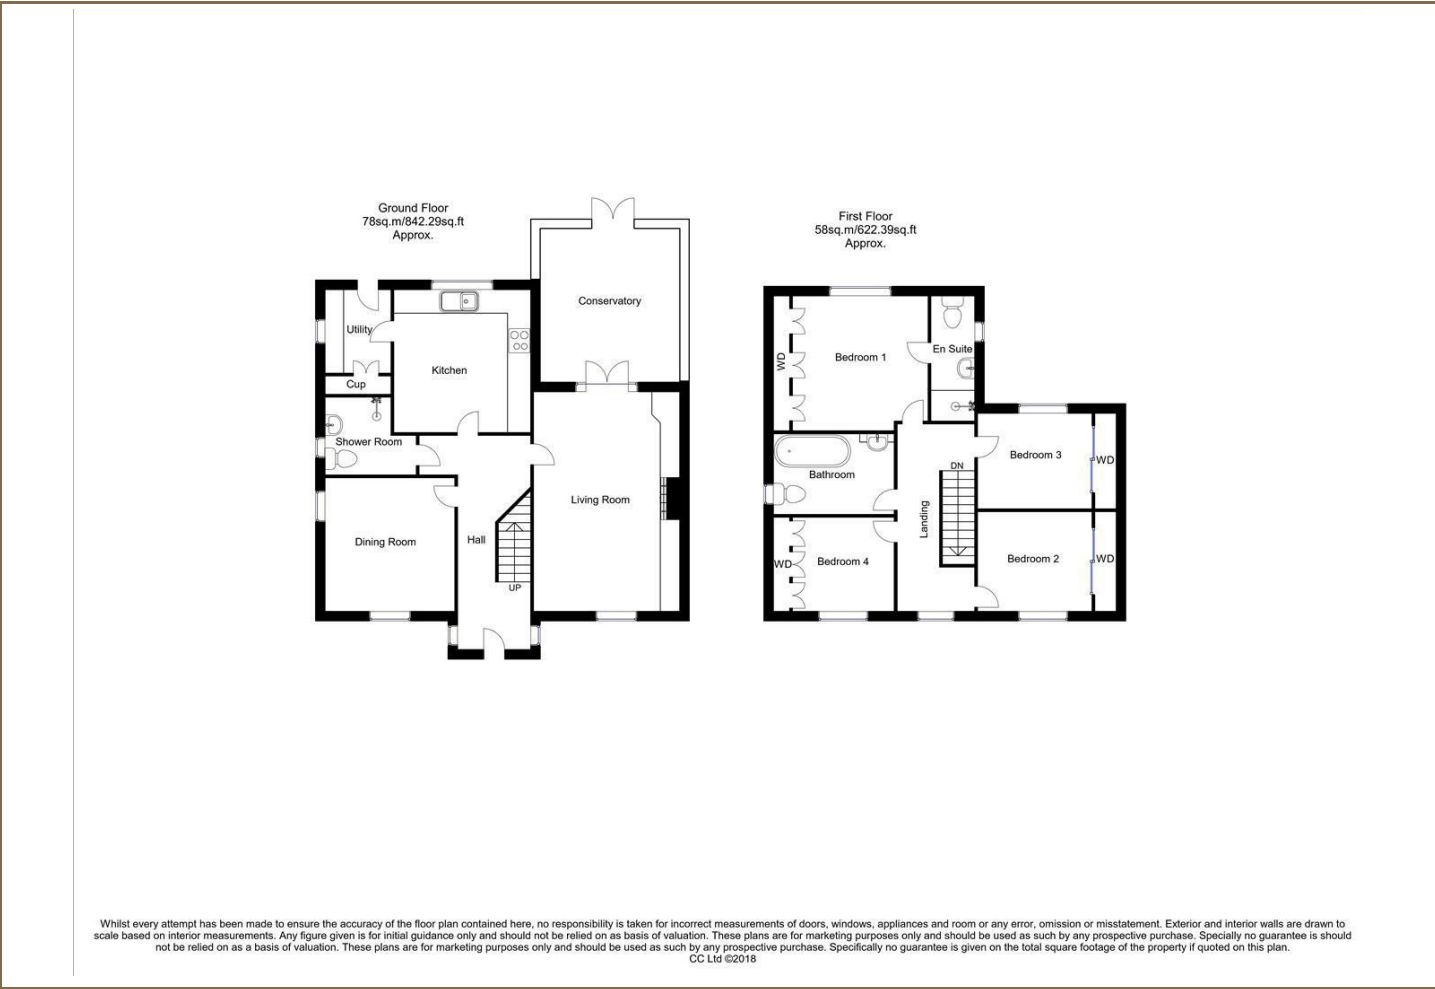 Ground Floor
78sq.m/842.29sq.ft
Approx.
First Floor
58sq.m/622.39sq.ft
Approx.
Conservatory
Utility
Kitchen
Cup
Shower Room
Living Room
Dining Room
Hall
UP
WD
Bedroom 1
En Suite
Bedroom 3
WD
DN
Bathroom
Landing
WD
Bedroom 4
Bedroom 2
WD
Whilst every attempt has been made to ensure the accuracy of the floor plan contained here, no responsibility is taken for incorrect measurements of doors, windows, appliances and room or any error, omission or misstatement. Exterior and interior walls are drawn to
scale based on interior measurements. Any figure given is for initial guidance only and should not be relied on as basis of valuation. These plans are for marketing purposes only and should be used as such by any prospective purchase. Specially no guarantee is should
not be relied on as a basis of valuation. These plans are for marketing purposes only and should be used as such by any prospective purchase. Specifically no guarantee is given on the total square footage of the property if quoted on this plan.
CC Ltd ©2018